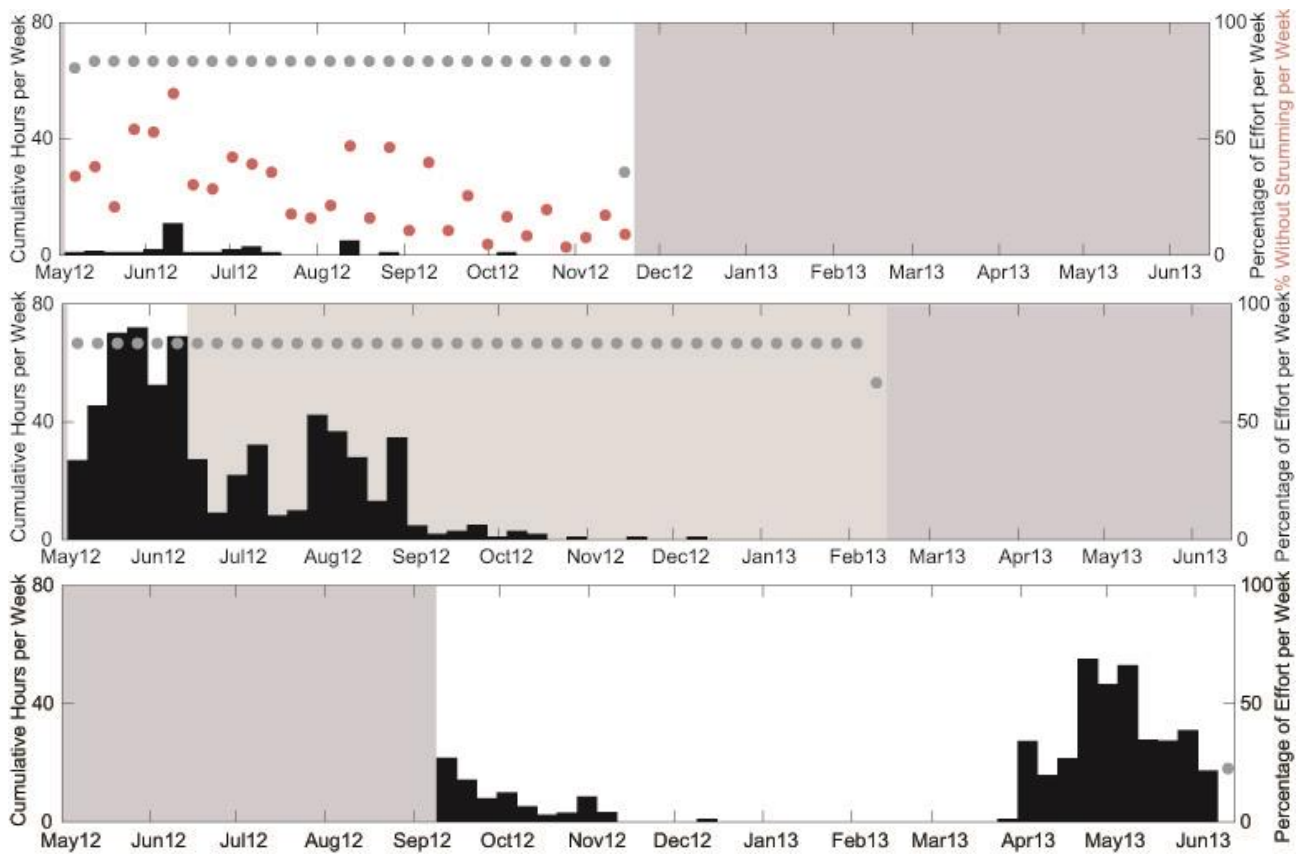 80
40
0
Cumulative Hours per Week
100
50
0
Percentage of Effort per Week
% Without Strumming per Week
May12 Jun12 Jul12 Aug12 Sep12 Oct12 Nov12 Dec12 Jan13 Feb13 Mar13 Apr13 May13 Jun13
80
40
0
Cumulative Hours per Week
100
50
0
Percentage of Effort per Week
May12 Jun12 Jul12 Aug12 Sep12 Oct12 Nov12 Dec12 Jan13 Feb13 Mar13 Apr13 May13 Jun13
80
40
0
Cumulative Hours per Week
100
50
0
Percentage of Effort per Week
May12 Jun12 Jul12 Aug12 Sep12 Oct12 Nov12 Dec12 Jan13 Feb13 Mar13 Apr13 May13 Jun13